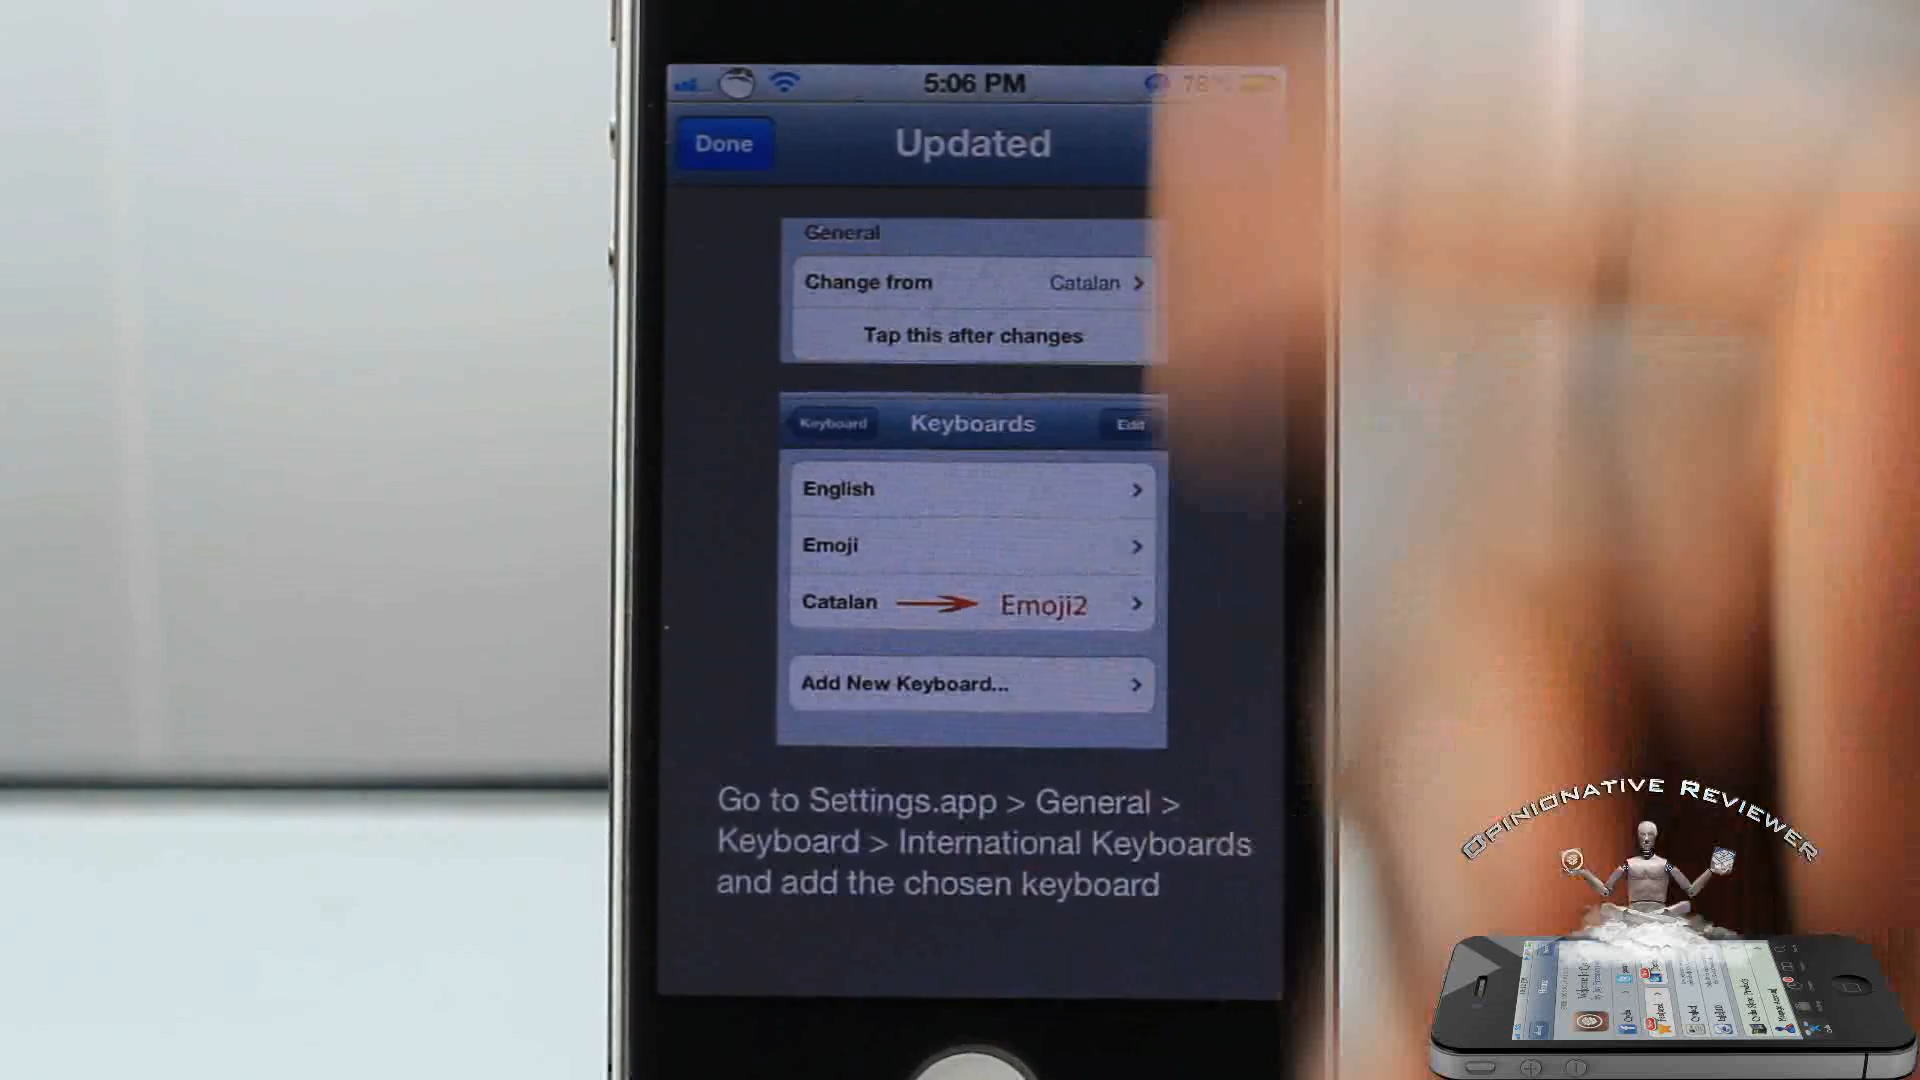 5:06 PM
78%
Done
Updated
General
Change from Catalan
Tap this after changes
Keyboard
Keyboards
Edit
English
Emoji
Catalan
Emoji2
Add New Keyboard...
Go to Settings.app > General >
Keyboard > International Keyboards
and add the chosen keyboard
Opinionative Reviewer